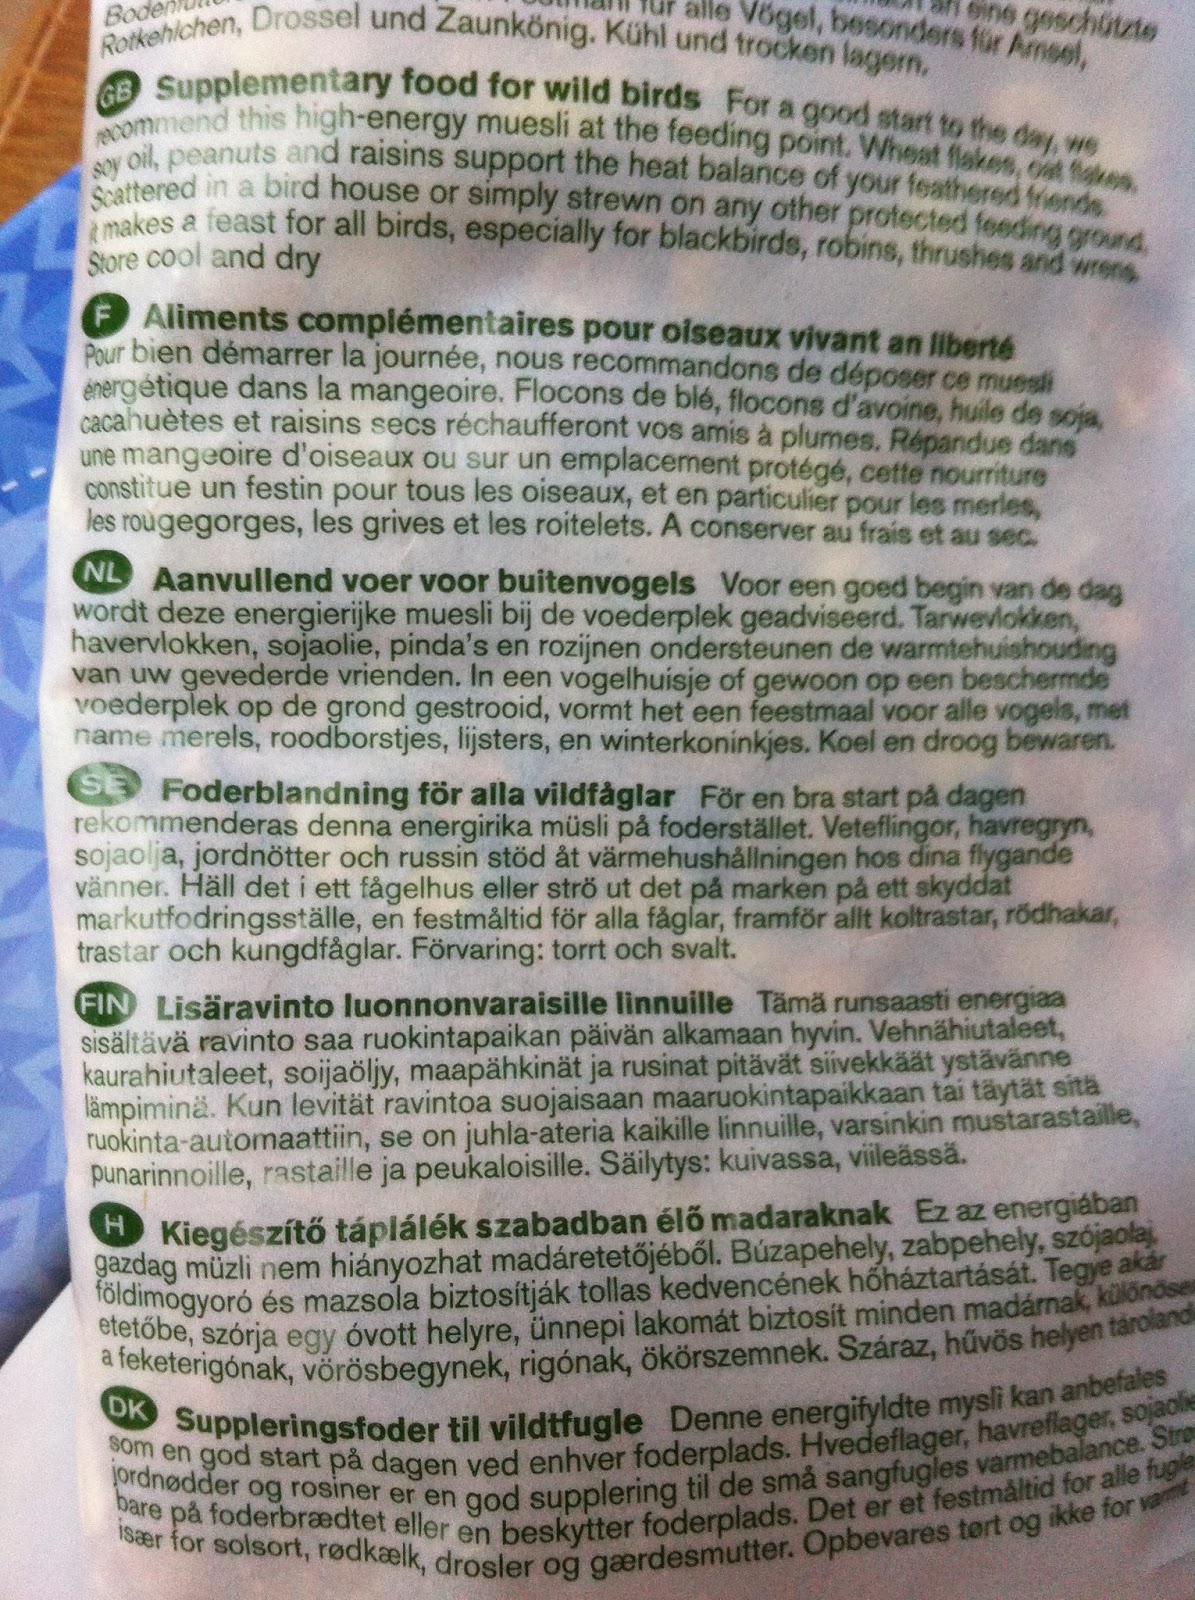 für alle Vögel, besonders für Amsel, eine geschützte
Rotkehlchen, Drossel und Zaunkönig. Kühl und trocken lagern.
GB Supplementary food for wild birds For a good start to the day, we
recommend this high-energy muesli at the feeding point. Wheat flakes, oat flakes,
soy oil, peanuts and raisins support the heat balance of your feathered friends.
Scattered in a bird house or simply strewn on any other protected feeding ground,
it makes a feast for all birds, especially for blackbirds, robins, thrushes and wrens.
Store cool and dry
F Aliments complémentaires pour oiseaux vivant an liberté
Pour bien démarrer la journée, nous recommandons de déposer ce muesli
énergétique dans la mangeoire. Flocons de blé, flocons d'avoine, huile de soja,
cacahuètes et raisins secs réchaufferont vos amis à plumes. Répandue dans
une mangeoire d'oiseaux ou sur un emplacement protégé, cette nourriture
constitue un festin pour tous les oiseaux, et en particulier pour les merles,
les rougegorges, les grives et les roitelets. A conserver au frais et au sec.
NL Aanvullend voer voor buitenvogels Voor een goed begin van de dag
wordt deze energierijke muesli bij de voederplek geadviseerd. Tarwevlokken,
havervlokken, sojaolie, pinda's en rozijnen ondersteunen de warmtehuishouding
van uw gevederde vrienden. In een vogelhuisje of gewoon op een beschermde
voederplek op de grond gestrooid, vormt het een feestmaal voor alle vogels, met
name merels, roodborstjes, lijsters, en winterkoninkjes. Koel en droog bewaren.
SE Foderblandning för alla vildfåglar För en bra start på dagen
rekommenderas denna energirika müsli på foderstället. Veteflingor, havregryn,
sojaolja, jordnötter och russin stöd åt värmehushållningen hos dina flygande
vänner. Häll det i ett fågelhus eller strö ut det på marken på ett skyddat
markutfodringsställe, en festmåltid för alla fåglar, framför allt koltrastar, rödhakar,
trastar och kungdfåglar. Förvaring: torrt och svalt.
FIN Lisäravinto luonnonvaraisille linnuille Tämä runsaasti energiaa
sisältävä ravinto saa ruokintapaikan päivän alkamaan hyvin. Vehnähiutaleet,
kaurahiutaleet, soijaöljy, maapähkinät ja rusinat pitävät siivekkäät ystävänne
lämpiminä. Kun levität ravintoa suojaisaan maaruokintapaikkaan tai täytät sitä
ruokinta-automaattiin, se on juhla-ateria kaikille linnuille, varsinkin mustarastaille,
punarinnoille, rastaille ja peukaloisille. Säilytys: kuivassa, viileässä.
H Kiegészítő táplálék szabadban élő madaraknak Ez az energiában
gazdag müzli nem hiányozhat madáretetőjéből. Búzapehely, zabpehely, szójaolaj,
földimogyoró és mazsola biztosítják tollas kedvencének hőháztartását. Tegye akár
etetőbe, szórja egy óvott helyre, ünnepi lakomát biztosít minden madárnak, különösen
a feketerigónak, vörösbegynek, rigónak, ökörszemnek. Száraz, hűvös helyen
DK Suppleringsfoder til vildtfugle Denne energifyldte mysli kan anbefales
som en god start på dagen ved enhver foderplads. Hvedeflager, havreflager,
jordnødder og rosiner er en god supplering til de små sangfugles varmebalance.
bare på foderbrædtet eller en beskytter foderplads. Det er et festmåltid for alle fugle
især for solsort, rødkælk, drosler og gærdesmutter. Opbevares tørt og ikke for varmt